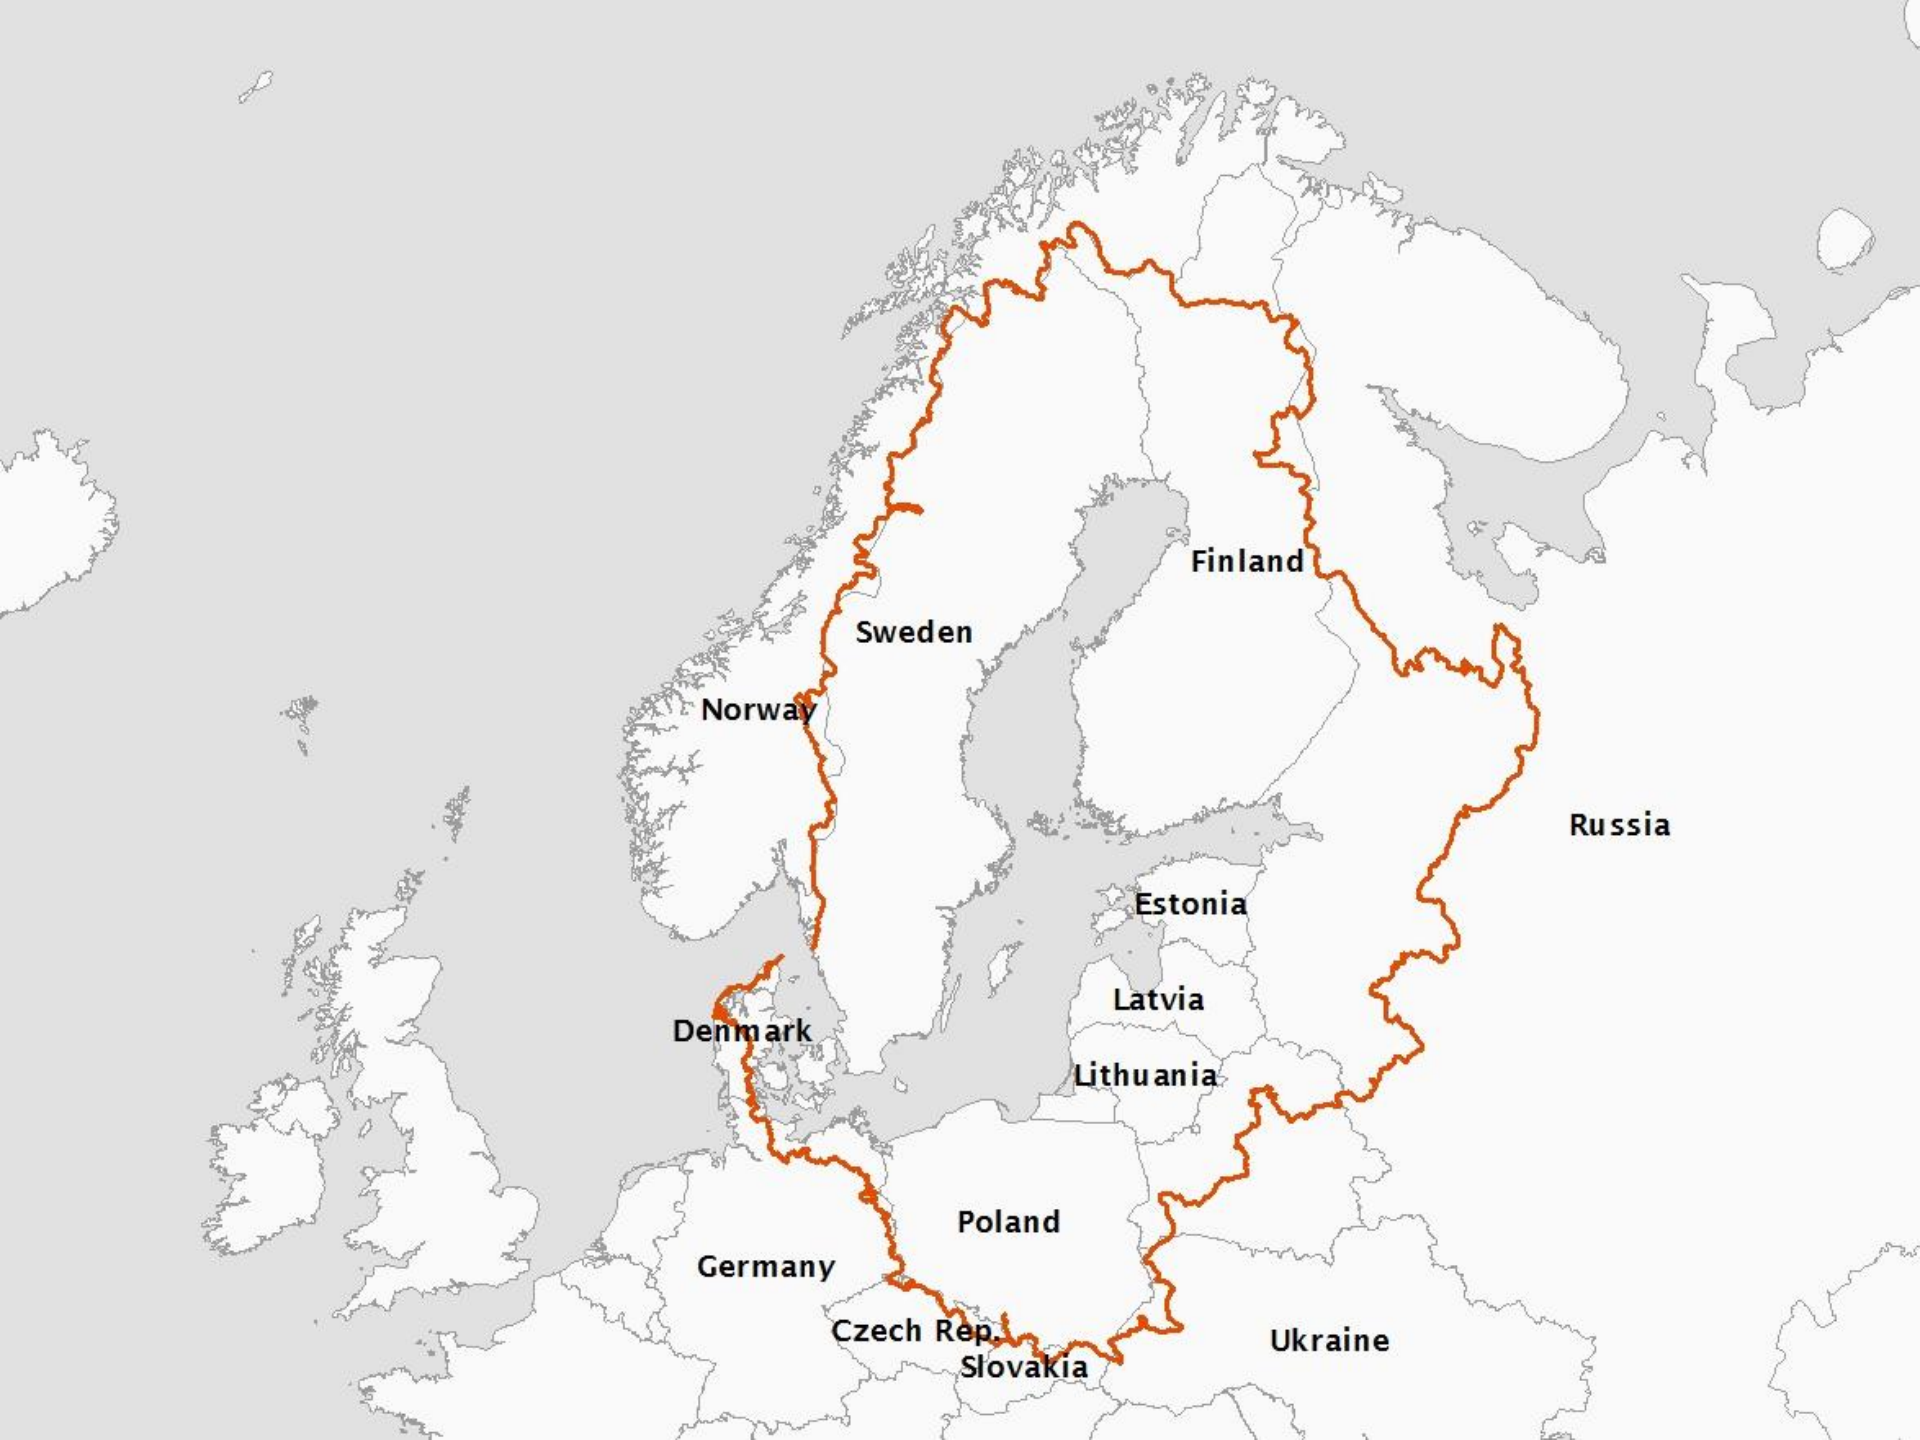 Finland
Sweden
Norway
Russia
Estonia
Latvia
Denmark
Lithuania
Poland
Germany
Czech Rep.
Ukraine
Slovakia